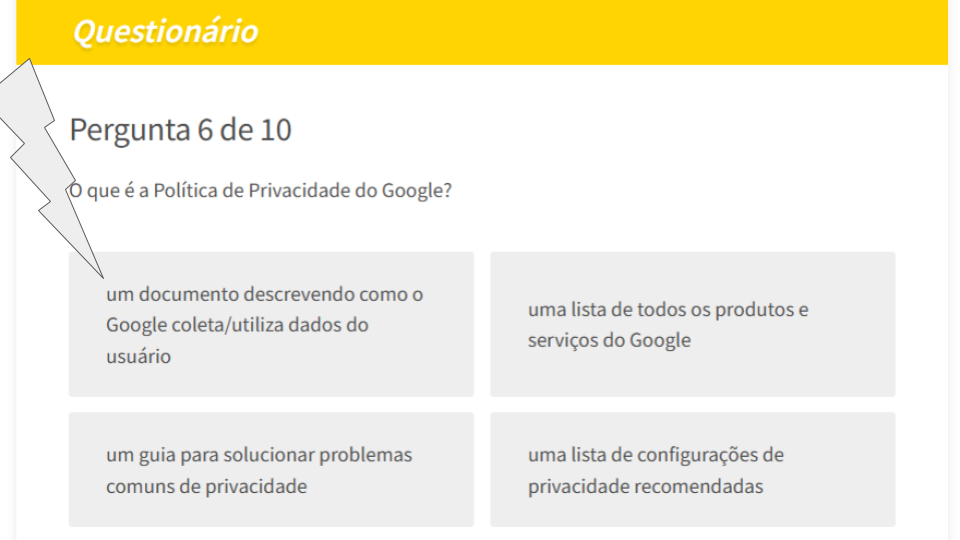 Questionário
Pergunta 6 de 10
O que é a Política de Privacidade do Google?
um documento descrevendo como o
Google coleta/utiliza dados do
usuário
uma lista de todos os produtos e
serviços do Google
um guia para solucionar problemas
comuns de privacidade
uma lista de configurações de
privacidade recomendadas